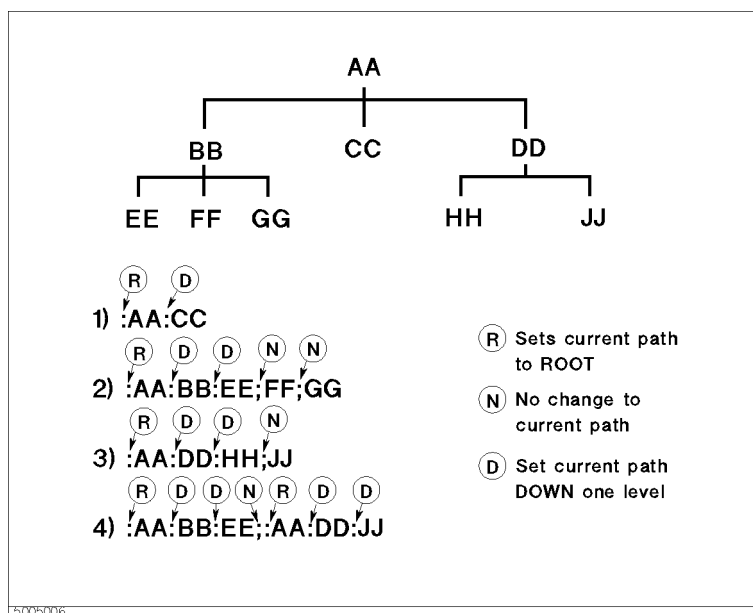 AA
BB CC DD
EE FF GG HH JJ
R D
1) :AA:CC
R D D N N
2) :AA:BB:EE;FF;GG
R D D N
3) :AA:DD:HH;JJ
R D D N R D D
4) :AA:BB:EE;:AA:DD:JJ
R Sets current path
to ROOT
N No change to
current path
D Set current path
DOWN one level
5005006